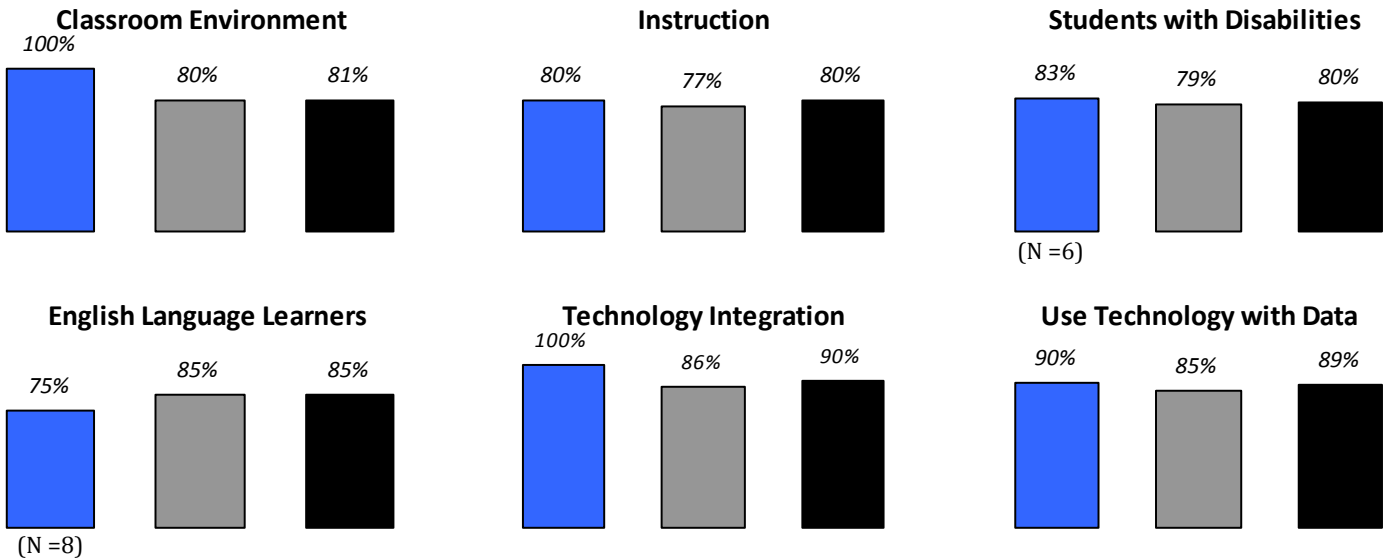 Classroom Environment
100%
80%
81%
Instruction
80%
77%
80%
Students with Disabilities
83%
79%
80%
(N =6)
English Language Learners
75%
85%
85%
(N =8)
Technology Integration
100%
86%
90%
Use Technology with Data
90%
85%
89%